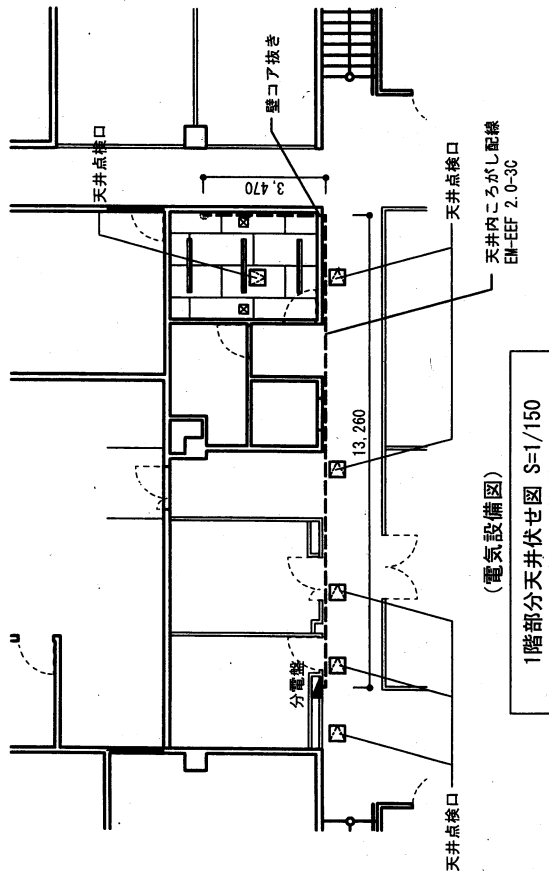 天井点検口
壁コア抜き
3,470
天井点検口
天井内ころがし配線
EM-EEF 2.0-3C
13,260
分電盤
天井点検口
(電気設備図)
1階部分天井伏せ図 S=1/150